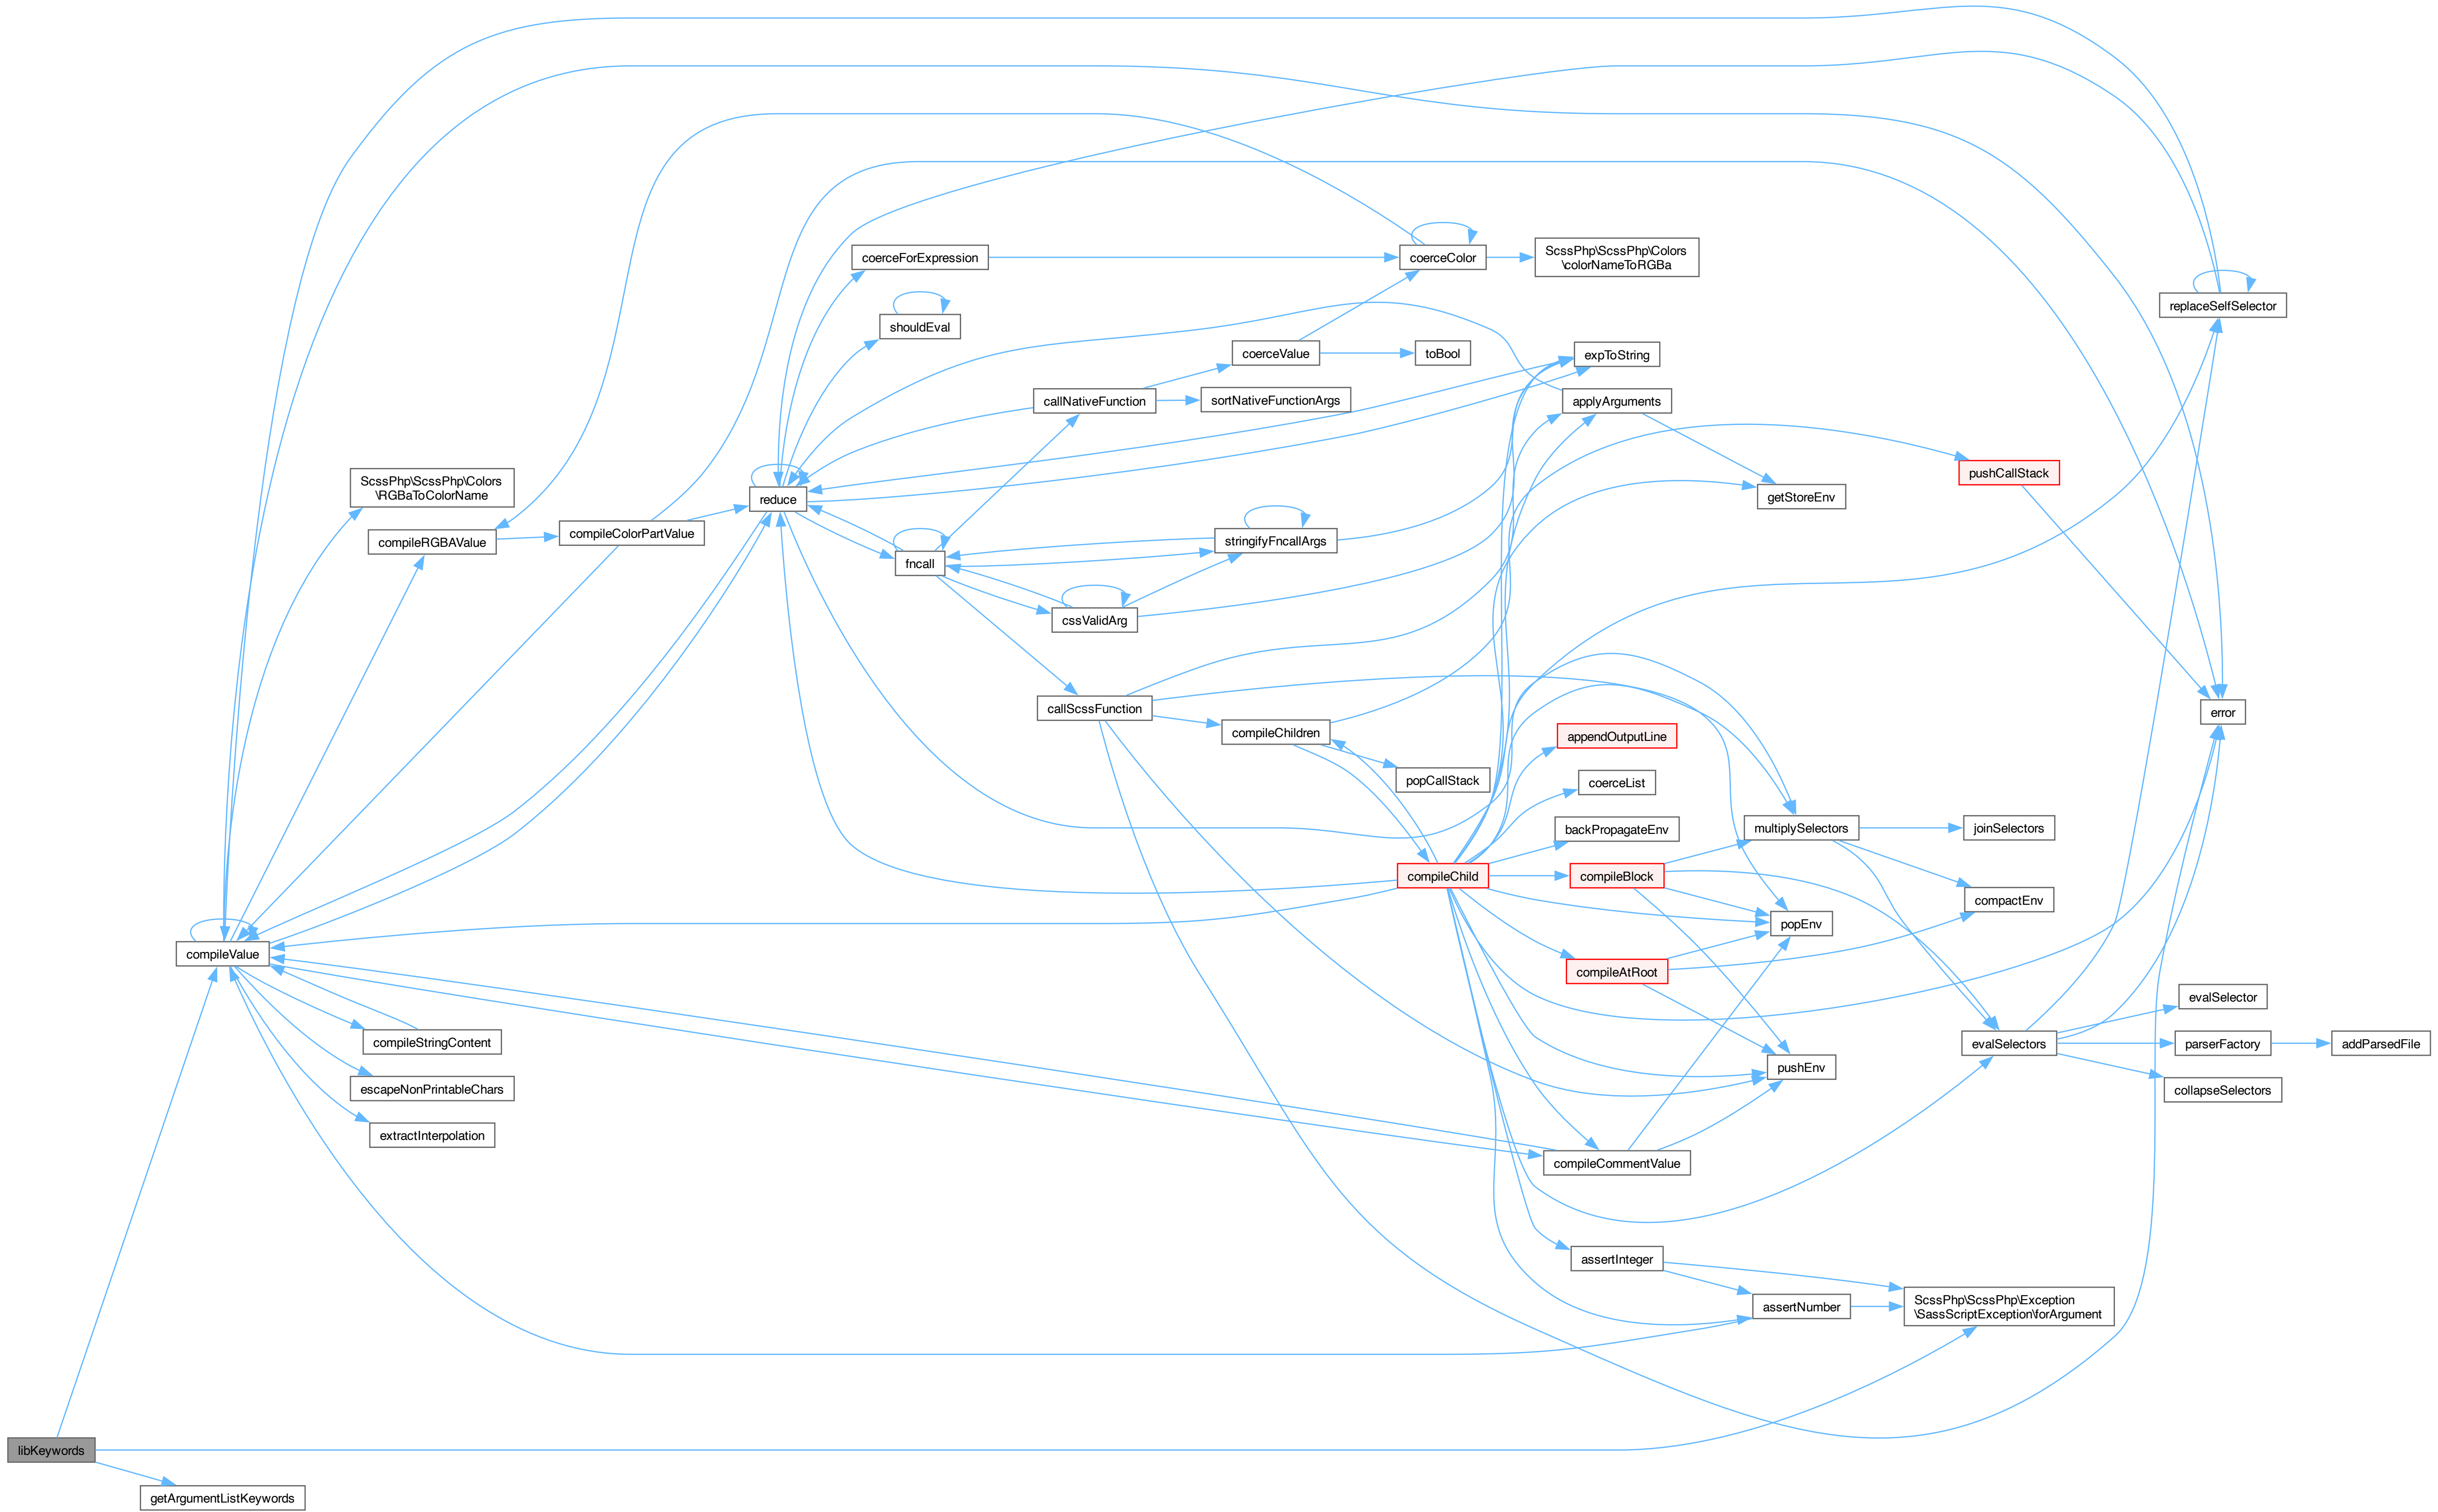 coerceForExpression
coerceColor
ScssPhp\ScssPhp\Colors
\colorNameToRGBa
replaceSelfSelector
shouldEval
coerceValue
toBool
expToString
callNativeFunction
sortNativeFunctionArgs
applyArguments
pushCallStack
ScssPhp\ScssPhp\Colors
\RGBaToColorName
reduce
getStoreEnv
compileRGBAValue
compileColorPartValue
stringifyFncallArgs
fncall
cssValidArg
callScssFunction
error
compileChildren
appendOutputLine
popCallStack
coerceList
backPropagateEnv
multiplySelectors
joinSelectors
compileChild
compileBlock
compactEnv
popEnv
compileValue
compileAtRoot
evalSelector
compileStringContent
evalSelectors
parserFactory
addParsedFile
pushEnv
escapeNonPrintableChars
collapseSelectors
extractInterpolation
compileCommentValue
assertInteger
assertNumber
ScssPhp\ScssPhp\Exception
\SassScriptException\forArgument
libKeywords
getArgumentListKeywords